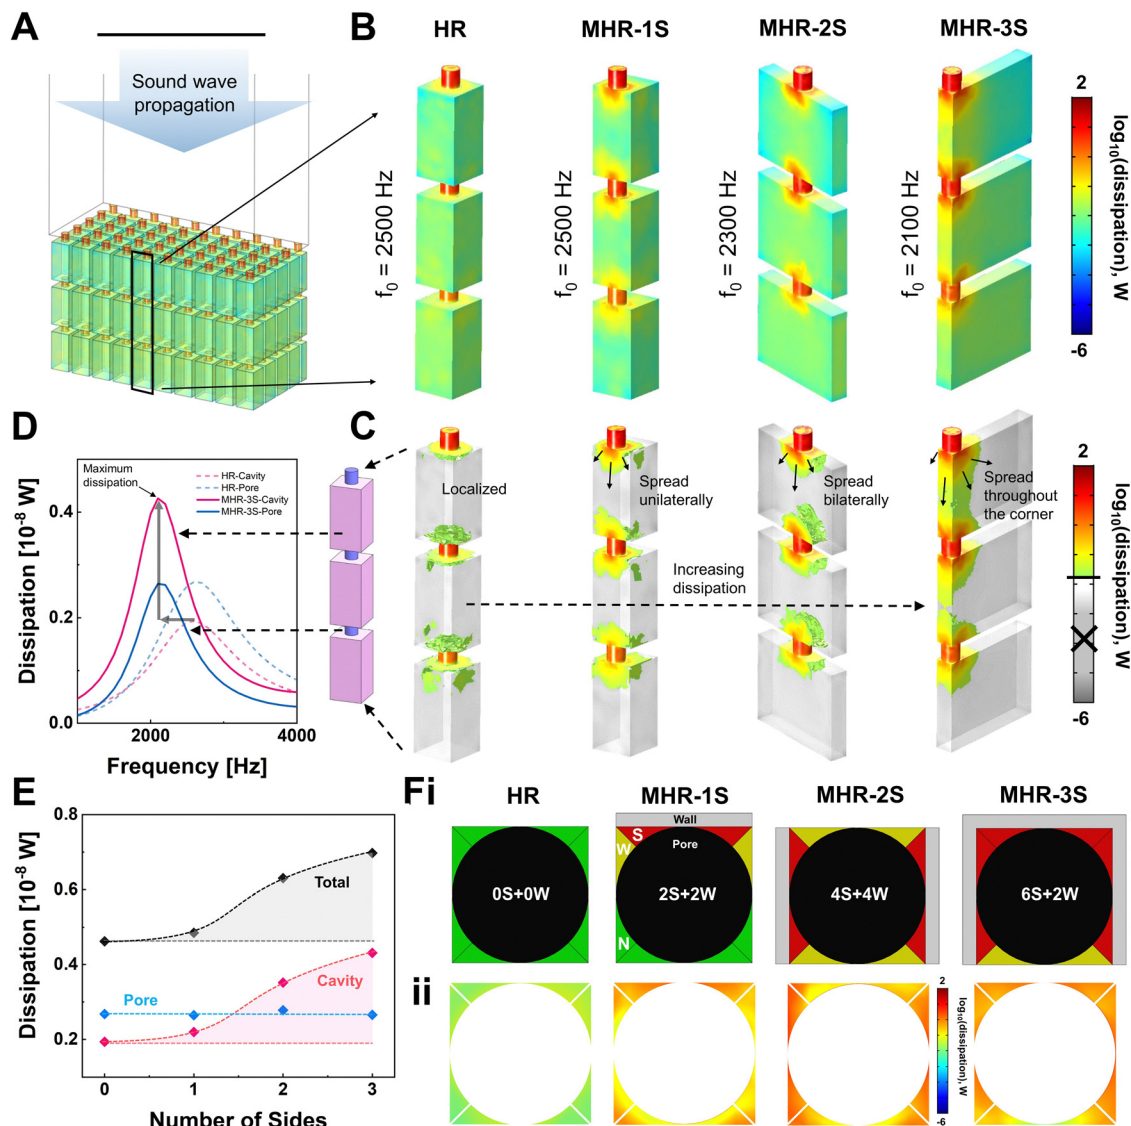 A
Sound wave
propagation
B
HR
MHR-1S
MHR-2S
MHR-3S
f0 = 2500 Hz
f0 = 2500 Hz
f0 = 2300 Hz
f0 = 2100 Hz
2
log10(dissipation), W
-6
D
Dissipation [10-8 W]
Maximum
dissipation
HR-Cavity
HR-Pore
MHR-3S-Cavity
MHR-3S-Pore
0.4
0.2
0.0
2000
4000
Frequency [Hz]
C
Localized
Spread
unilaterally
Spread
bilaterally
Spread
throughout
the corner
Increasing
dissipation
2
log10(dissipation), W
-6
E
Dissipation [10-8 W]
0.8
0.6
0.4
0.2
Total
Cavity
Pore
0
1
2
3
Number of Sides
Fi
HR
MHR-1S
MHR-2S
MHR-3S
Wall
S
W
Pore
N
0S+0W
2S+2W
4S+4W
6S+2W
ii
2
log10(dissipation), W
-6